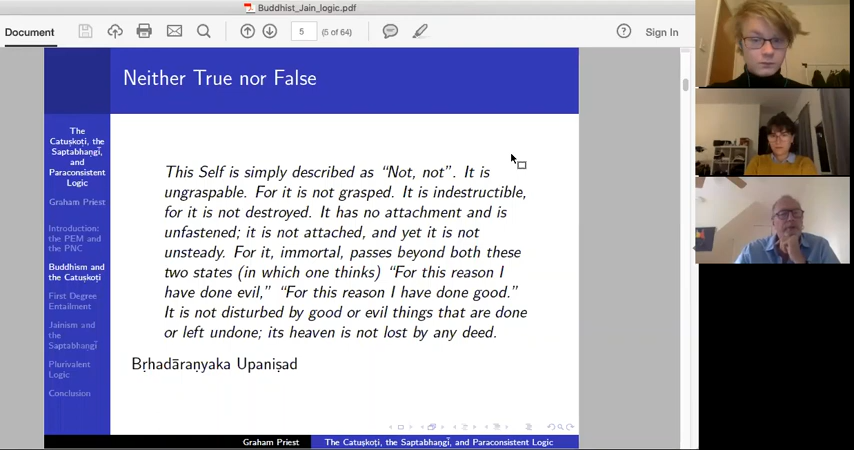 Buddhist_Jain_logic.pdf
Document
5
(5 of 64)
Sign In
Neither True nor False
The
Catuṣkoṭi, the
Saptabhaṅgī,
and
Paraconsistent
Logic
Graham Priest
Introduction:
the PEM and
the PNC
Buddhism and
the Catuṣkoṭi
First Degree
Entailment
Jainism and
the
Saptabhaṅgī
Plurivalent
Logic
Conclusion
This Self is simply described as “Not, not”. It is
ungraspable. For it is not grasped. It is indestructible,
for it is not destroyed. It has no attachment and is
unfastened; it is not attached, and yet it is not
unsteady. For it, immortal, passes beyond both these
two states (in which one thinks) “For this reason I
have done evil,” “For this reason I have done good.”
It is not disturbed by good or evil things that are done
or left undone; its heaven is not lost by any deed.
Bṛhadāraṇyaka Upaniṣad
Graham Priest
The Catuṣkoṭi, the Saptabhaṅgī, and Paraconsistent Logic